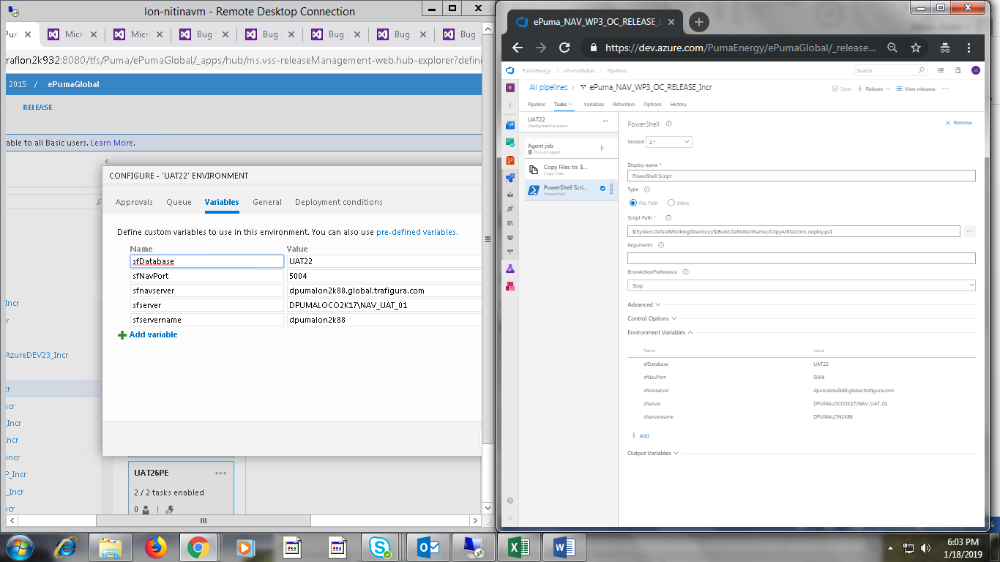 lon-nitinavm - Remote Desktop Connection
Micro
Micro
Bug
Bug
Bug
Bug
Bug S
raflon2k932:8080/tfs/Puma/ePumaGlobal/_apps/hub/ms.vss-releaseManagement-web.hub-explorer?defini
2015 / ePumaGlobal
RELEASE
able to all Basic users. Learn More.
CONFIGURE - 'UAT22' ENVIRONMENT
Approvals Queue Variables General Deployment conditions
Define custom variables to use in this environment. You can also use pre-defined variables.
Name Value
sfDatabase UAT22
sfNavPort 5004
sfnavserver dpumalon2k88.global.trafigura.com
sfserver DPUMALOCO2K17\NAV_UAT_01
sfservername dpumalon2k88
Add variable
Incr
AzureDEV23_Incr
_Incr
Incr
P_Incr
_Incr
UAT26PE ...
2 / 2 tasks enabled
0
ePuma_NAV_WP3_OC_RELEASE_I
https://dev.azure.com/PumaEnergy/ePumaGlobal/_release...
PumaEnergy / ePumaGlobal / Pipelines
Search
AR
E
All pipelines > ePuma_NAV_WP3_OC_RELEASE_Incr
Save + Release View releases ...
Pipeline Tasks Variables Retention Options History
UAT22 ...
Deployment process
Agent job
Run on agent
Copy Files to: $...
Copy Files
PowerShell Scri...
PowerShell
PowerShell
Remove
Version 2.*
Display name *
PowerShell Script
Type
File Path Inline
Script Path *
$(System.DefaultWorkingDirectory)/$(Build.DefinitionName)/CopyArtifact/rm_deploy.ps1
...
Arguments
ErrorActionPreference
Stop
Advanced
Control Options
Environment Variables
Name Value
sfDatabase UAT22
sfNavPort 5004
sfnavserver dpumalon2k88.global.trafigura.com
sfserver DPUMALOCO2K17\NAV_UAT_01
sfservername DPUMALON2K88
+ Add
Output Variables
6:03 PM
1/18/2019